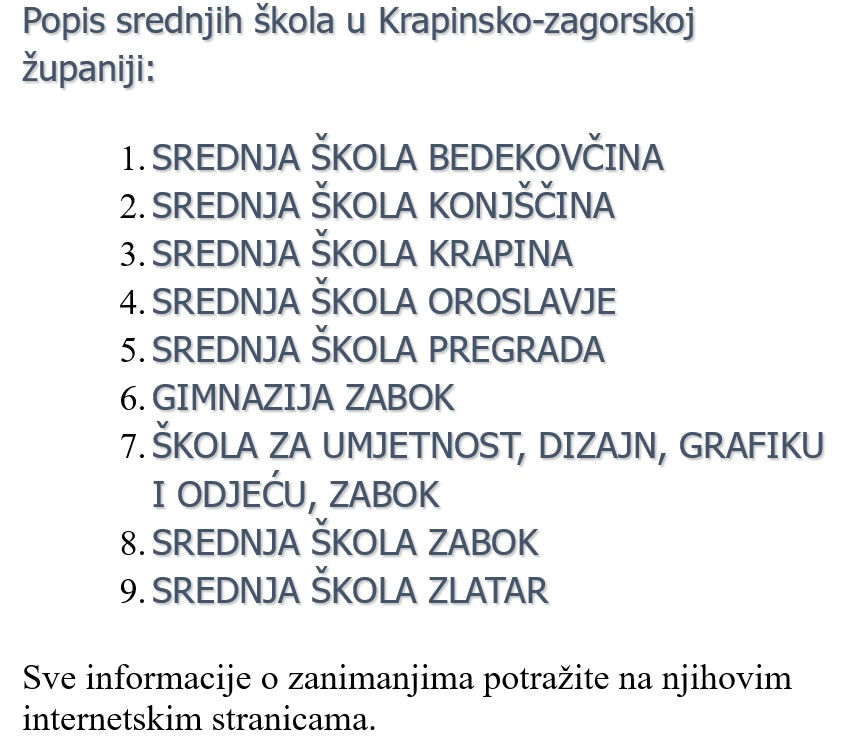 Popis srednjih škola u Krapinsko-zagorskoj
županiji:
1. SREDNJA ŠKOLA BEDEKOVČINA
2. SREDNJA ŠKOLA KONJŠČINA
3. SREDNJA ŠKOLA KRAPINA
4. SREDNJA ŠKOLA OROSLAVJE
5. SREDNJA ŠKOLA PREGRADA
6. GIMNAZIJA ZABOK
7. ŠKOLA ZA UMJETNOST, DIZAJN, GRAFIKU
I ODJEĆU, ZABOK
8. SREDNJA ŠKOLA ZABOK
9. SREDNJA ŠKOLA ZLATAR
Sve informacije o zanimanjima potražite na njihovim
internetskim stranicama.